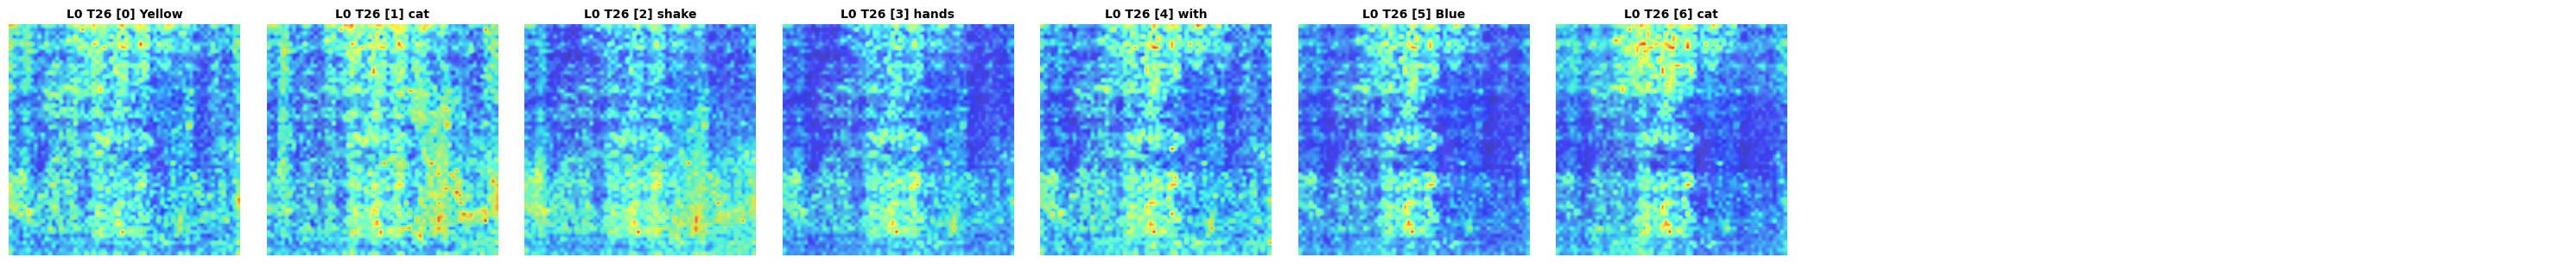 L0 T26 [0] Yellow
L0 T26 [1] cat
L0 T26 [2] shake
L0 T26 [3] hands
L0 T26 [4] with
L0 T26 [5] Blue
L0 T26 [6] cat